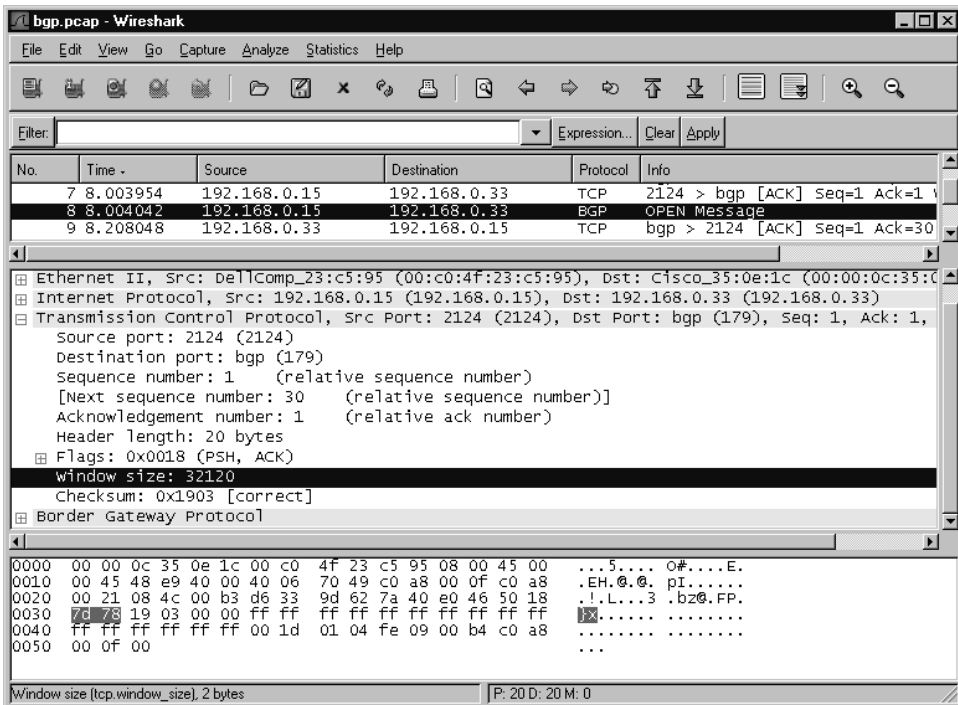 bgp.pcap - Wireshark
File Edit View Go Capture Analyze Statistics Help
Filter: Expression... Clear Apply
No. Time Source Destination Protocol Info
7 8.003954 192.168.0.15 192.168.0.33 TCP 2124 > bgp [ACK] Seq=1 Ack=1
8 8.004042 192.168.0.15 192.168.0.33 BGP OPEN Message
9 8.208048 192.168.0.33 192.168.0.15 TCP bgp > 2124 [ACK] Seq=1 Ack=30
Ethernet II, Src: DellComp_23:c5:95 (00:c0:4f:23:c5:95), Dst: Cisco_35:0e:1c (00:00:0c:35:0
Internet Protocol, Src: 192.168.0.15 (192.168.0.15), Dst: 192.168.0.33 (192.168.0.33)
Transmission Control Protocol, Src Port: 2124 (2124), Dst Port: bgp (179), Seq: 1, Ack: 1,
Source port: 2124 (2124)
Destination port: bgp (179)
Sequence number: 1 (relative sequence number)
[Next sequence number: 30 (relative sequence number)]
Acknowledgement number: 1 (relative ack number)
Header length: 20 bytes
Flags: 0x0018 (PSH, ACK)
Window size: 32120
Checksum: 0x1903 [correct]
Border Gateway Protocol
0000 00 00 0c 35 0e 1c 00 c0 4f 23 c5 95 08 00 45 00 ...5.... O#....E.
0010 00 45 48 e9 40 00 40 06 70 49 c0 a8 00 0f c0 a8 .EH.@.@. pI......
0020 00 21 08 4c 00 b3 d6 33 9d 62 7a 40 e0 46 50 18 .!.L...3 .bz@.FP.
0030 7d 78 19 03 00 00 ff ff ff ff ff ff ff ff ff ff }x...... ........
0040 ff ff ff ff ff ff 00 1d 01 04 fe 09 00 b4 c0 a8 ........ ........
0050 00 0f 00 ...
Window size (tcp.window_size), 2 bytes P: 20 D: 20 M: 0